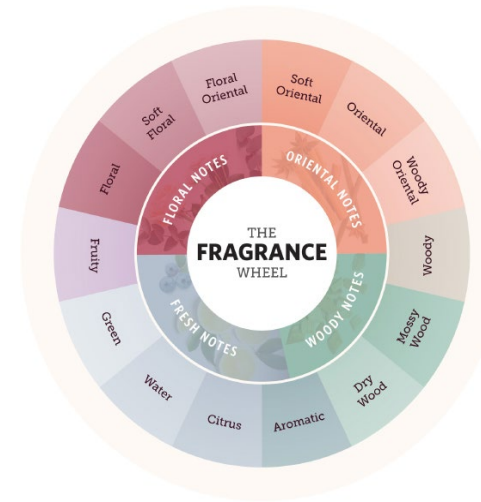 THE
FRAGRANCE
WHEEL
FLORAL NOTES
ORIENTAL NOTES
WOODY NOTES
FRESH NOTES
Soft
Oriental
Oriental
Woody
Oriental
Woody
Mossy
Wood
Dry
Wood
Aromatic
Citrus
Water
Green
Fruity
Floral
Soft
Floral
Floral
Oriental